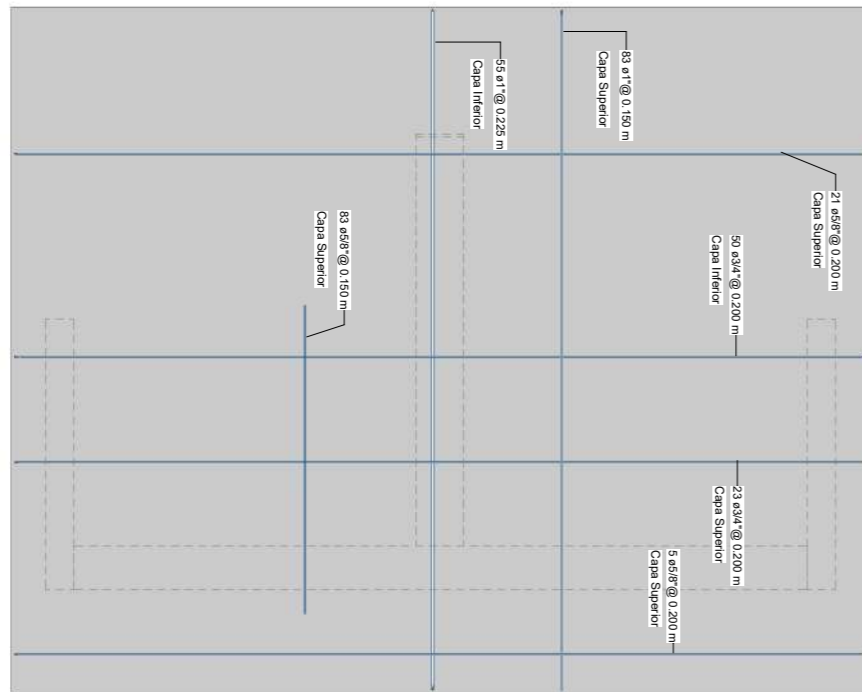 55 ø1"@ 0.225 m
Capa Inferior
83 ø1"@ 0.150 m
Capa Superior
21 ø5/8"@ 0.200 m
Capa Superior
83 ø5/8"@ 0.150 m
Capa Superior
50 ø3/4"@ 0.200 m
Capa Inferior
23 ø3/4"@ 0.200 m
Capa Superior
5 ø5/8"@ 0.200 m
Capa Superior